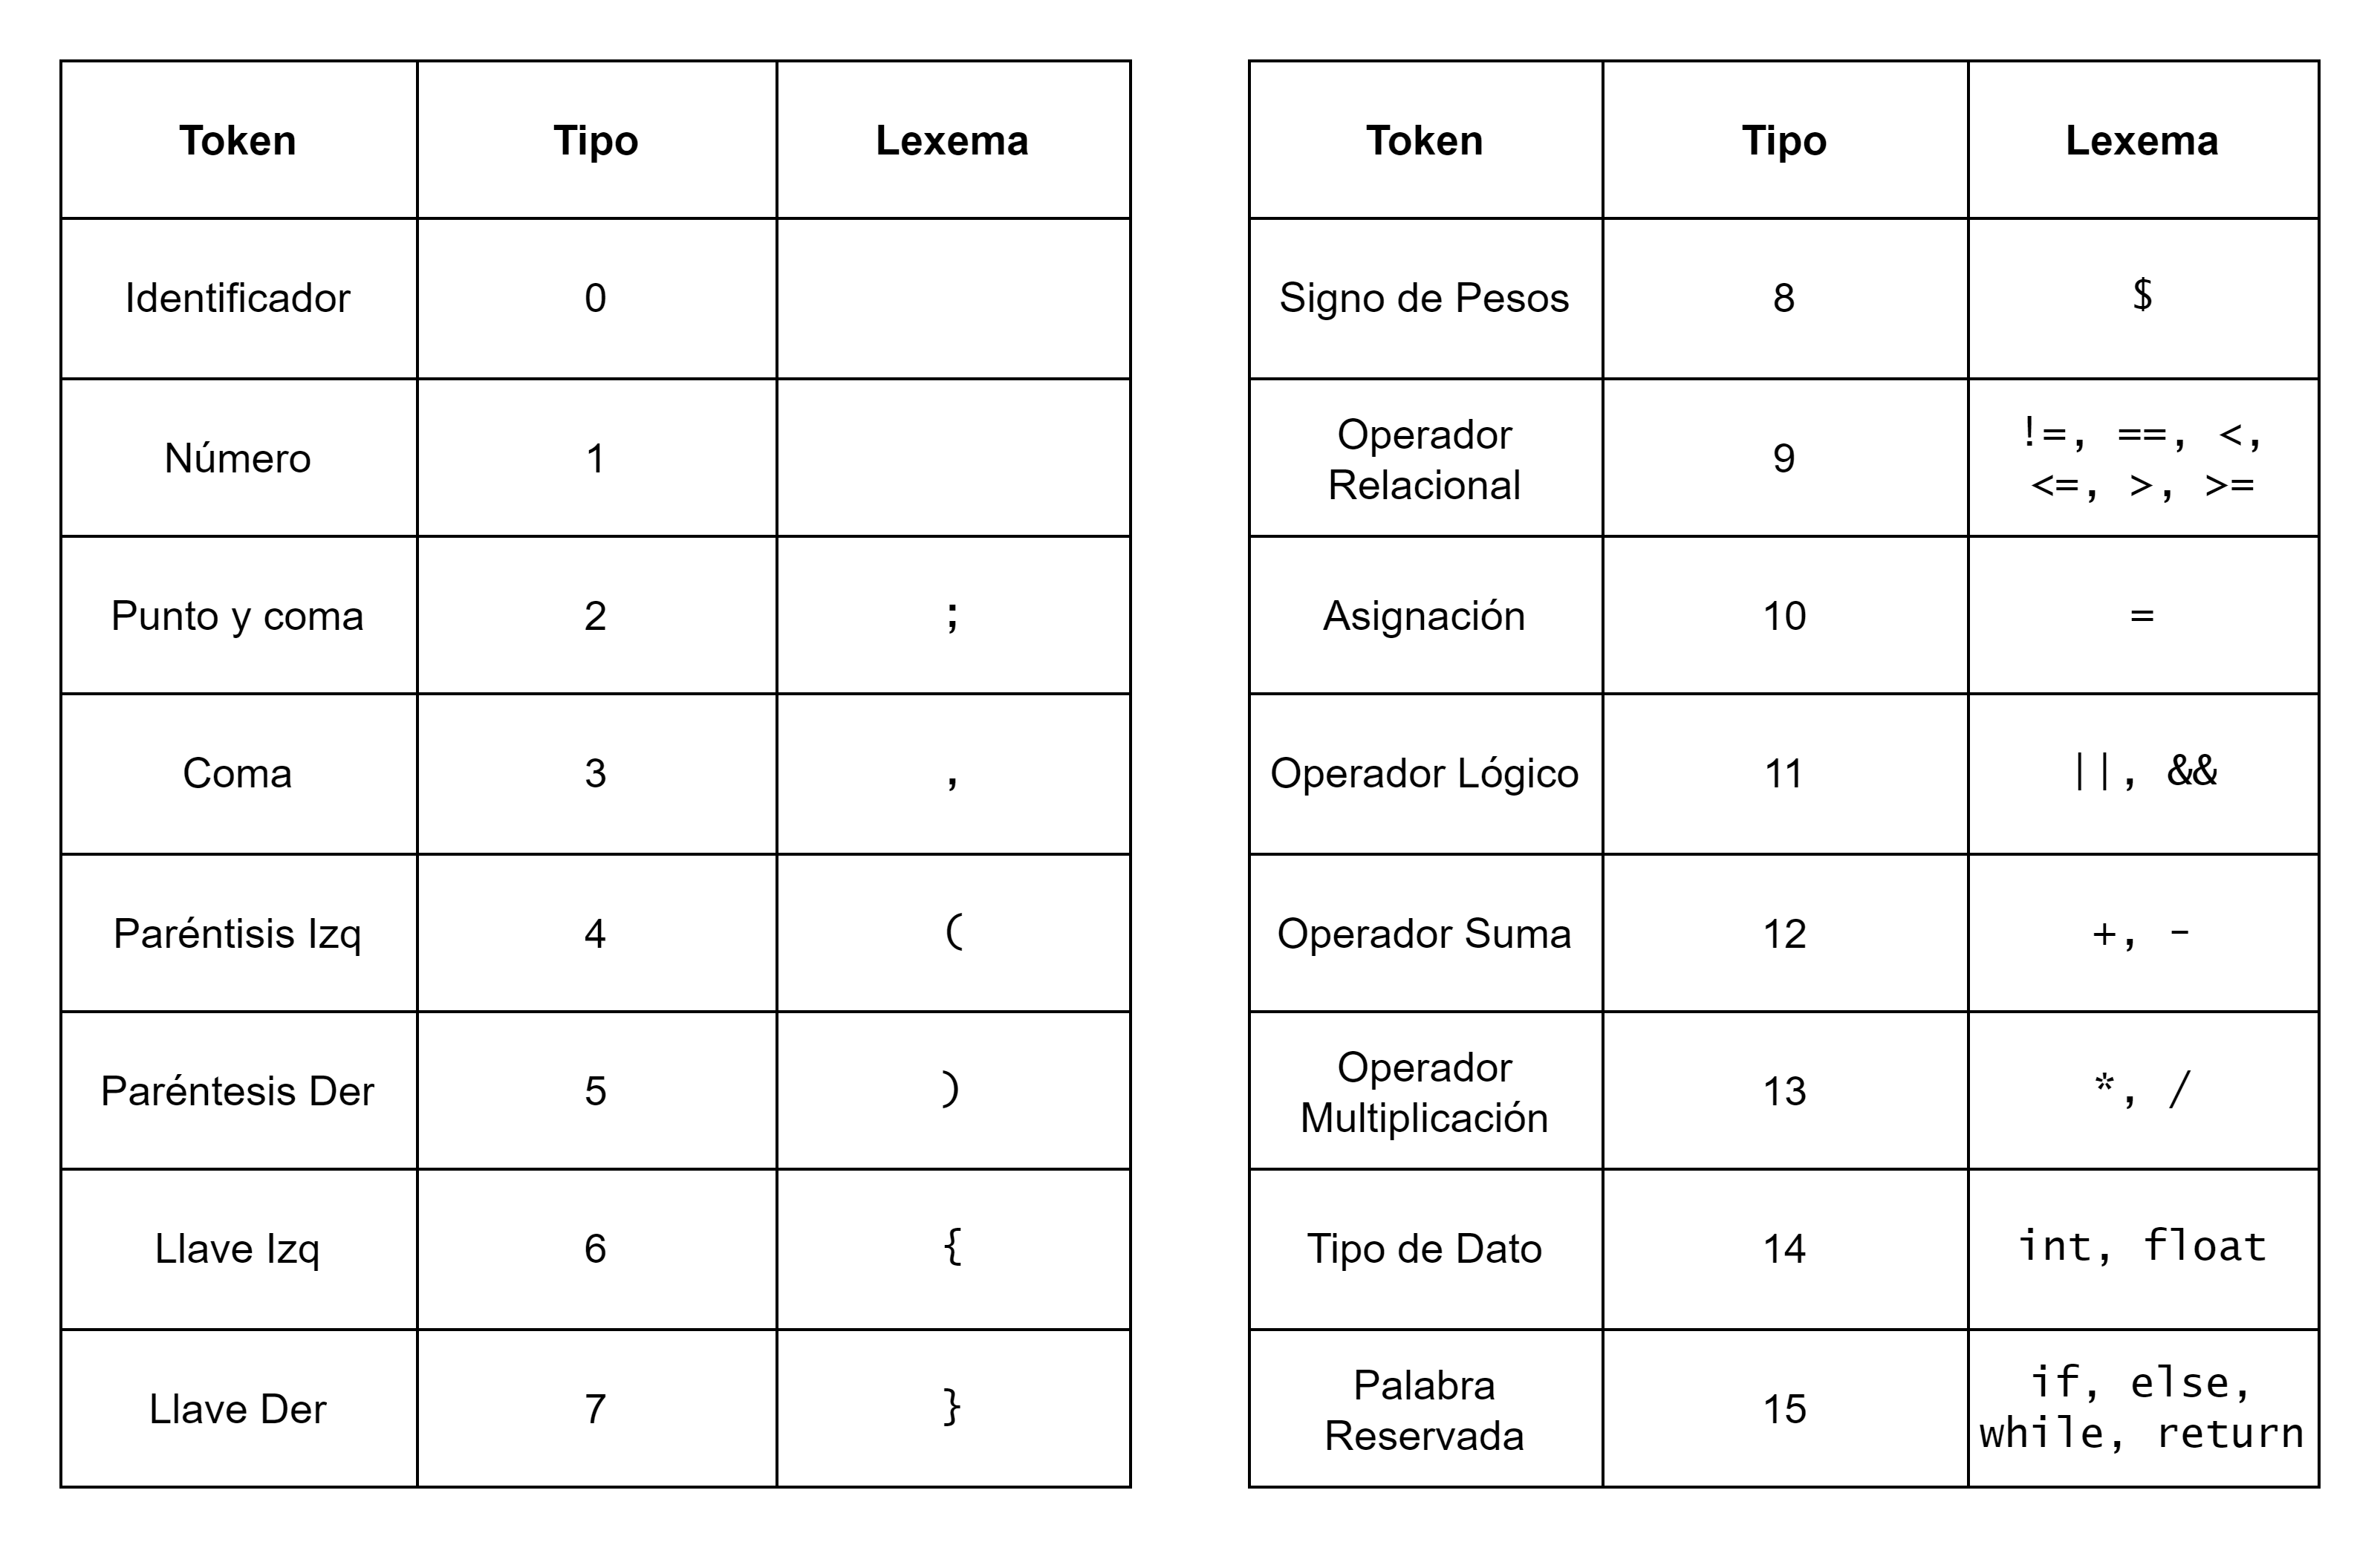 Token Tipo Lexema
Identificador 0
Número 1
Punto y coma 2 ;
Coma 3 ,
Paréntisis Izq 4 (
Paréntesis Der 5 )
Llave Izq 6 {
Llave Der 7 }
Token Tipo Lexema
Signo de Pesos 8 $
Operador
Relacional 9 !=, ==, <,
<=, >, >=
Asignación 10 =
Operador Lógico 11 ||, &&
Operador Suma 12 +, -
Operador
Multiplicación 13 *, /
Tipo de Dato 14 int, float
Palabra
Reservada 15 if, else,
while, return